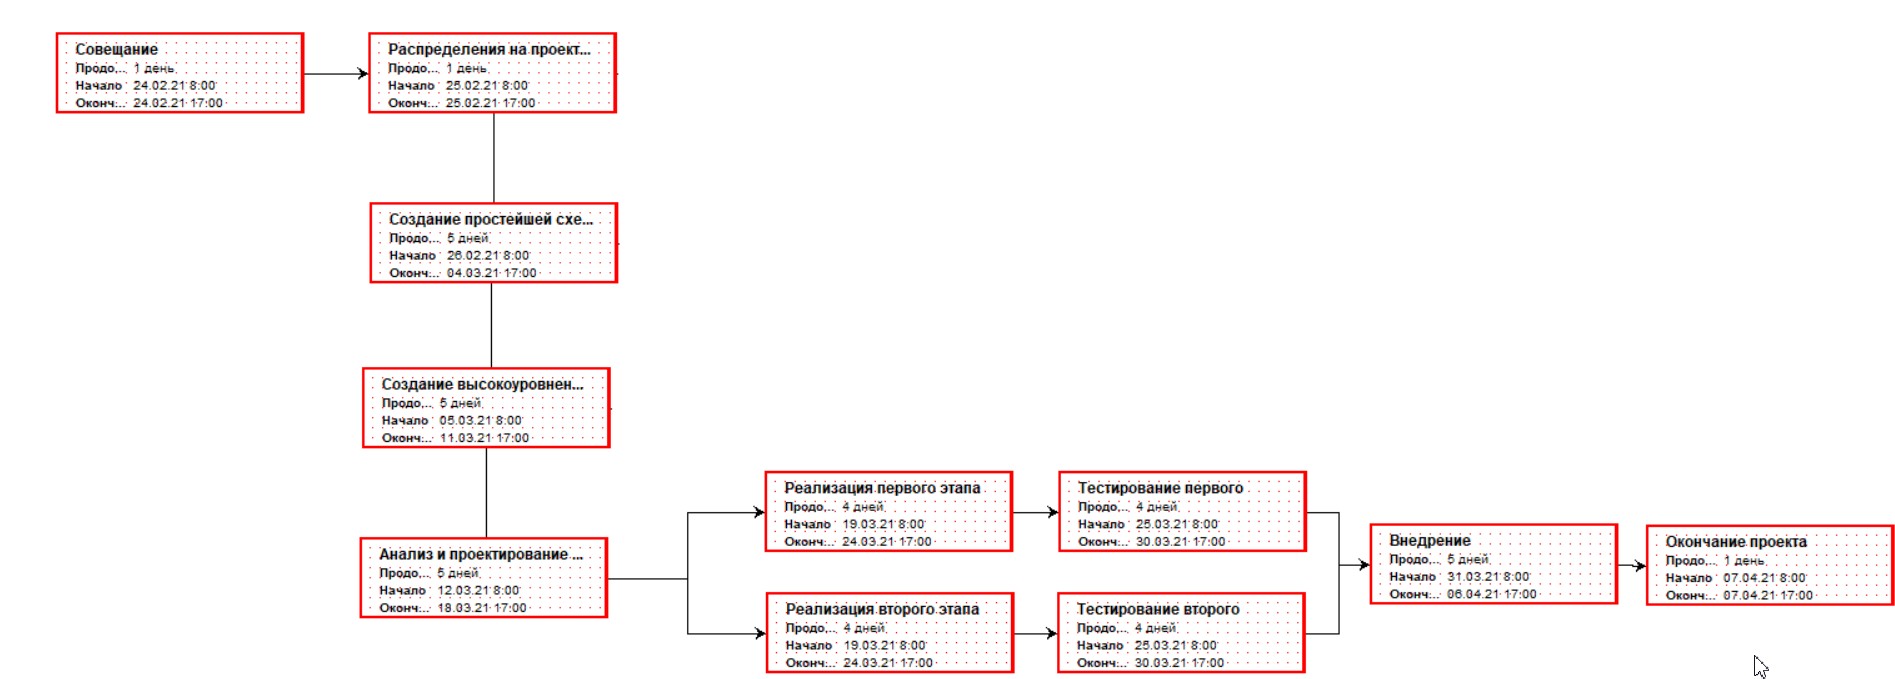 Совещание
Продо... 1 день
Начало 24.02.21 8:00
Оконч... 24.02.21 17:00
Распределения на проект...
Продо... 1 день
Начало 25.02.21 8:00
Оконч... 25.02.21 17:00
Создание простейшей схе...
Продо... 5 дней
Начало 26.02.21 8:00
Оконч... 04.03.21 17:00
Создание высокоуровнен...
Продо... 5 дней
Начало 05.03.21 8:00
Оконч... 11.03.21 17:00
Анализ и проектирование ...
Продо... 5 дней
Начало 12.03.21 8:00
Оконч... 18.03.21 17:00
Реализация первого этапа
Продо... 4 дней
Начало 19.03.21 8:00
Оконч... 24.03.21 17:00
Тестирование первого
Продо... 4 дней
Начало 25.03.21 8:00
Оконч... 30.03.21 17:00
Реализация второго этапа
Продо... 4 дней
Начало 19.03.21 8:00
Оконч... 24.03.21 17:00
Тестирование второго
Продо... 4 дней
Начало 25.03.21 8:00
Оконч... 30.03.21 17:00
Внедрение
Продо... 5 дней
Начало 31.03.21 8:00
Оконч... 06.04.21 17:00
Окончание проекта
Продо... 1 день
Начало 07.04.21 8:00
Оконч... 07.04.21 17:00